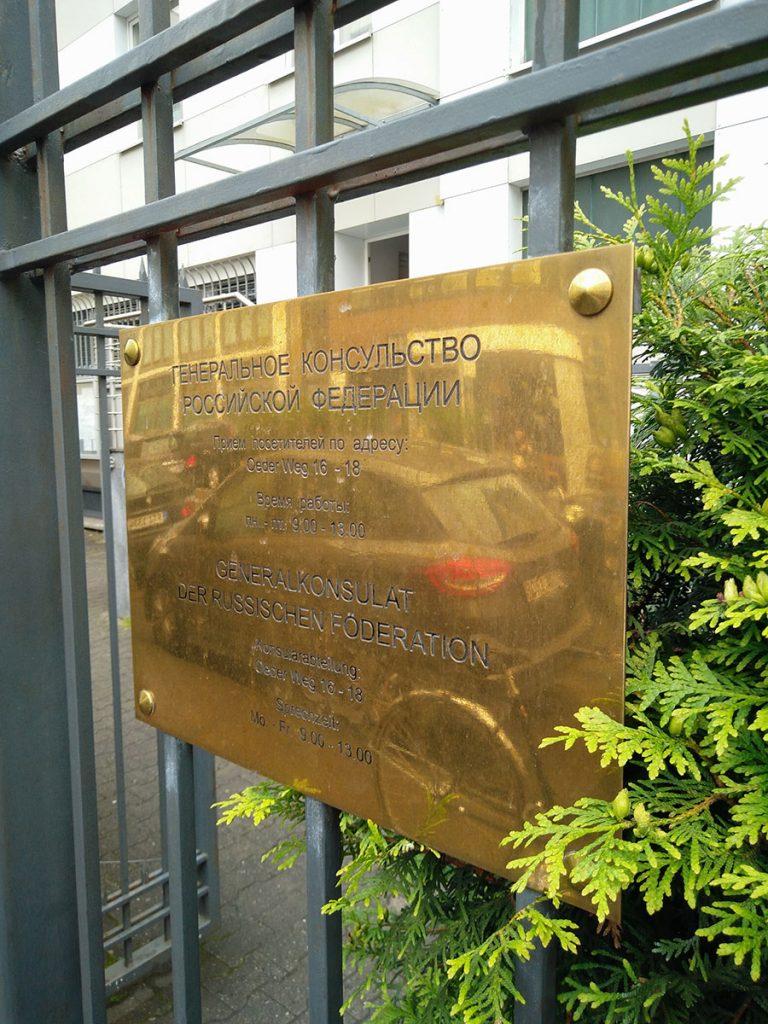 ГЕНЕРАЛЬНОЕ КОНСУЛЬСТВО
РОССИЙСКОЙ ФЕДЕРАЦИИ
Прием посетителей по адресу:
Oeder Weg 16 - 18
Время работы:
пн. - пт. 9.00 - 13.00
GENERALKONSULAT
DER RUSSISCHEN FÖDERATION
Konsularabteilung:
Oeder Weg 16 - 18
Sprechzeit:
Mo. - Fr. 9.00 - 13.00